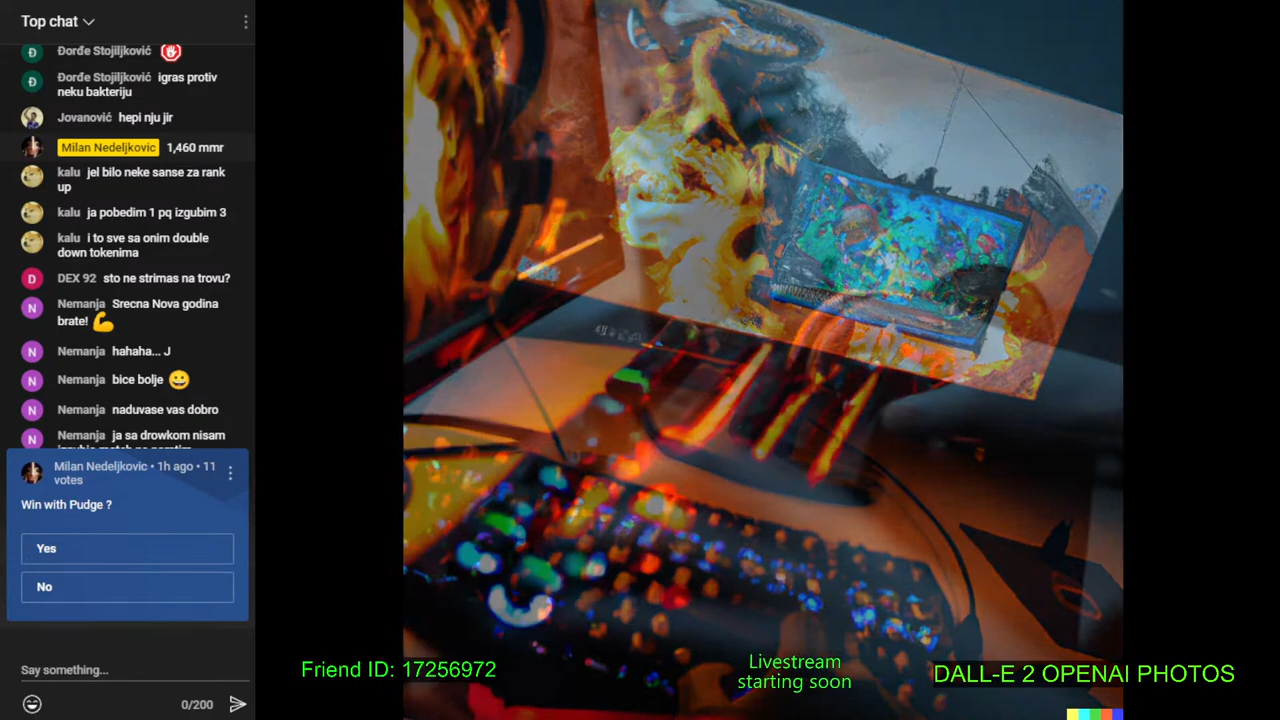 Top chat
Đorđe Stojiljković
Đorđe Stojiljković igras protiv
neku bakteriju
Jovanović hepi nju jir
Milan Nedeljkovic 1,460 mmr
kalu jel bilo neke sanse za rank
up
kalu ja pobedim 1 pq izgubim 3
kalu i to sve sa onim double
down tokenima
DEX 92 sto ne strimas na trovu?
Nemanja Srecna Nova godina
brate! 💪
Nemanja hahaha... J
Nemanja bice bolje 😀
Nemanja naduvase vas dobro
Nemanja ja sa drowkom nisam
Milan Nedeljkovic • 1h ago • 11
votes
Win with Pudge ?
Yes
No
Say something...
0/200
Friend ID: 17256972
Livestream
starting soon
DALL-E 2 OPENAI PHOTOS